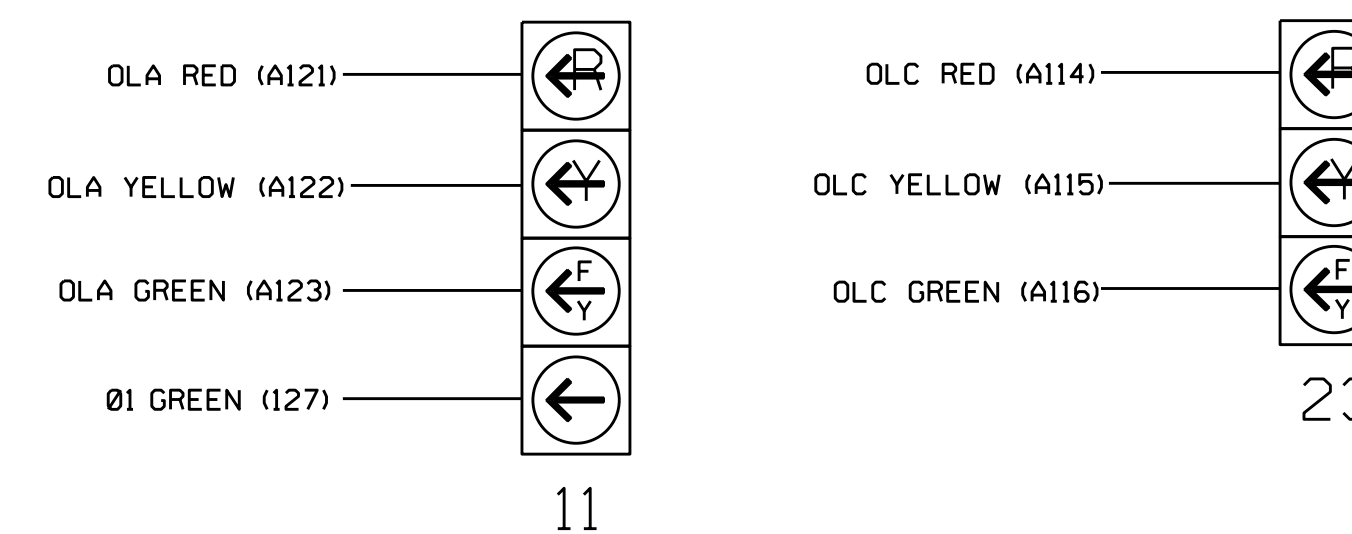 OLA RED (A121)
R
OLA YELLOW (A122)
Y
OLA GREEN (A123)
F
Y
Ø1 GREEN (127)
11
OLC RED (A114)
OLC YELLOW (A115)
Y
OLC GREEN (A116)
F
Y